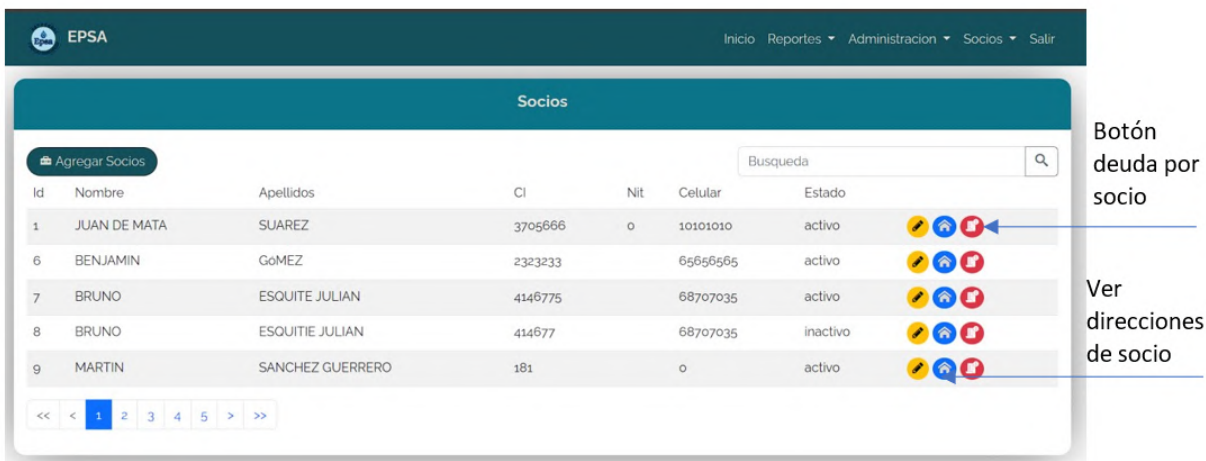 Epsa EPSA Inicio Reportes Administracion Socios Salir
Socios
Agregar Socios Busqueda
Id Nombre Apellidos CI Nit Celular Estado
1 JUAN DE MATA SUAREZ 3705666 0 10101010 activo
6 BENJAMIN GóMEZ 2323233 65656565 activo
7 BRUNO ESQUITE JULIAN 4146775 68707035 activo
8 BRUNO ESQUITIE JULIAN 414677 68707035 inactivo
9 MARTIN SANCHEZ GUERRERO 181 0 activo
<< < 1 2 3 4 5 > >>
Botón
deuda por
socio
Ver
direcciones
de socio